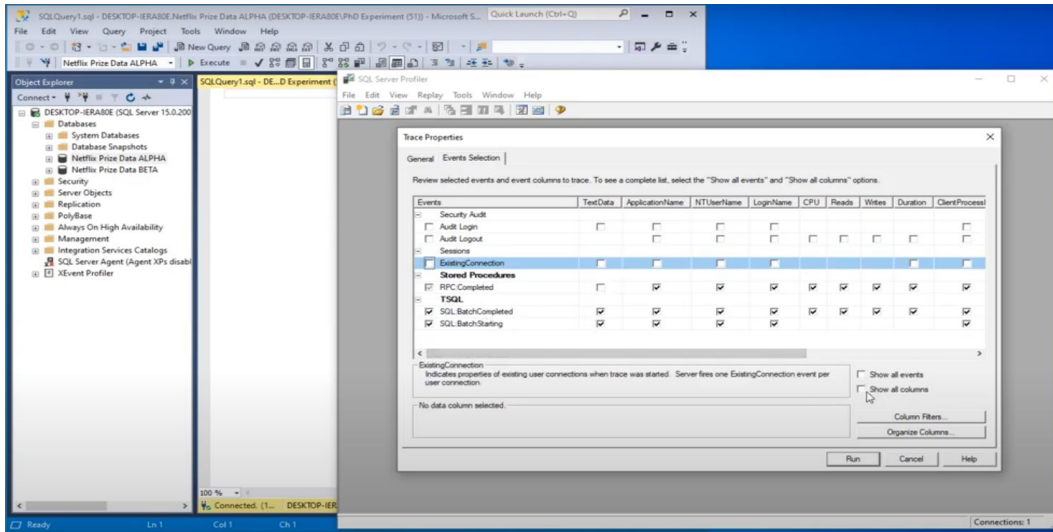 SQLQuery1.sql - DESKTOP-IERA80E.Netflix Prize Data ALPHA (DESKTOP-IERA80E\PhD Experiment (51)) - Microsoft S...
Quick Launch (Ctrl+Q)
File Edit View Query Project Tools Window Help
New Query
Netflix Prize Data ALPHA
Execute
Object Explorer
SQLQuery1.sql - DE...D Experiment (
Connect
DESKTOP-IERA80E (SQL Server 15.0.200
Databases
System Databases
Database Snapshots
Netflix Prize Data ALPHA
Netflix Prize Data BETA
Security
Server Objects
Replication
PolyBase
Always On High Availability
Management
Integration Services Catalogs
SQL Server Agent (Agent XPs disabl
XEvent Profiler
100 %
Connected. (1... DESKTOP-IER
Ready Ln 1 Col 1 Ch 1
SQL Server Profiler
File Edit View Replay Tools Window Help
Trace Properties
General Events Selection
Review selected events and event columns to trace. To see a complete list, select the "Show all events" and "Show all columns" options.
Events TextData ApplicationName NTUserName LoginName CPU Reads Writes Duration ClientProcessI
Security Audit
Audit Login
Audit Logout
Sessions
ExistingConnection
Stored Procedures
RPC:Completed
TSQL
SQL:BatchCompleted
SQL:BatchStarting
ExistingConnection
Indicates properties of existing user connections when trace was started. Server fires one ExistingConnection event per
user connection.
Show all events
Show all columns
No data column selected.
Column Filters...
Organize Columns...
Run Cancel Help
Connections: 1